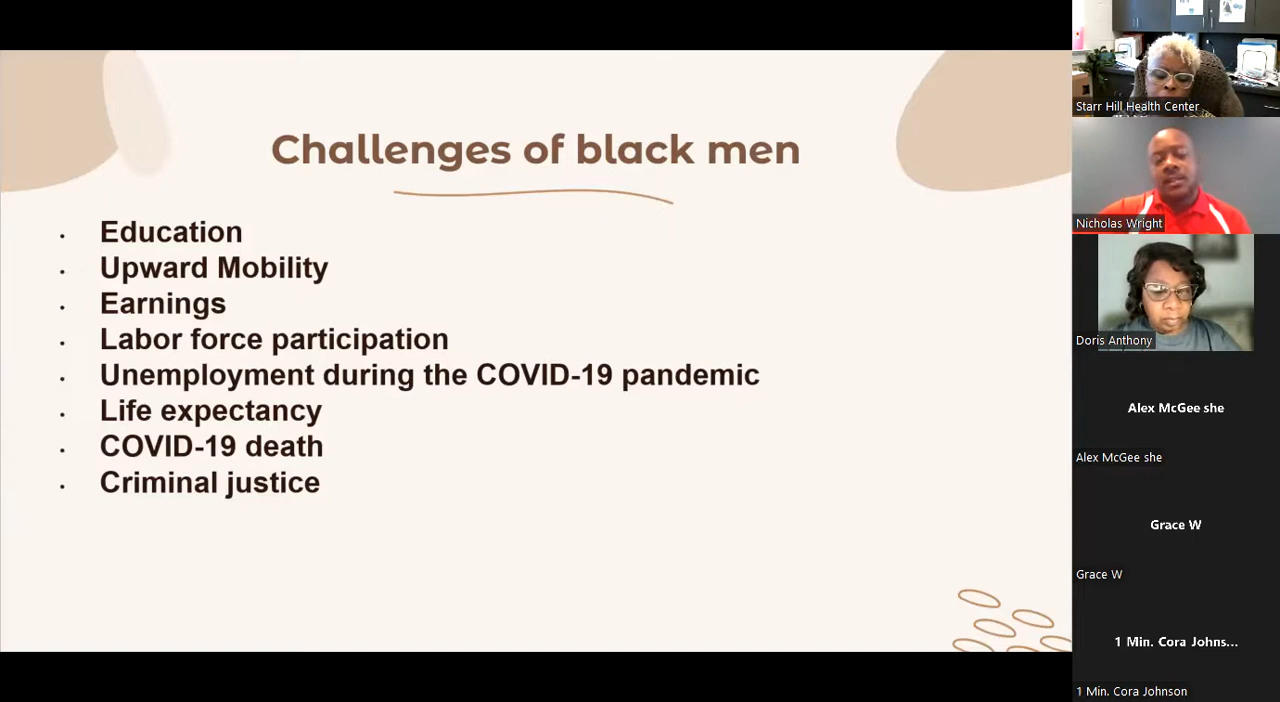 Challenges of black men
• Education
• Upward Mobility
• Earnings
• Labor force participation
• Unemployment during the COVID-19 pandemic
• Life expectancy
• COVID-19 death
• Criminal justice
Starr Hill Health Center
Nicholas Wright
Doris Anthony
Alex McGee she
Alex McGee she
Grace W
Grace W
1 Min. Cora Johns...
1 Min. Cora Johnson